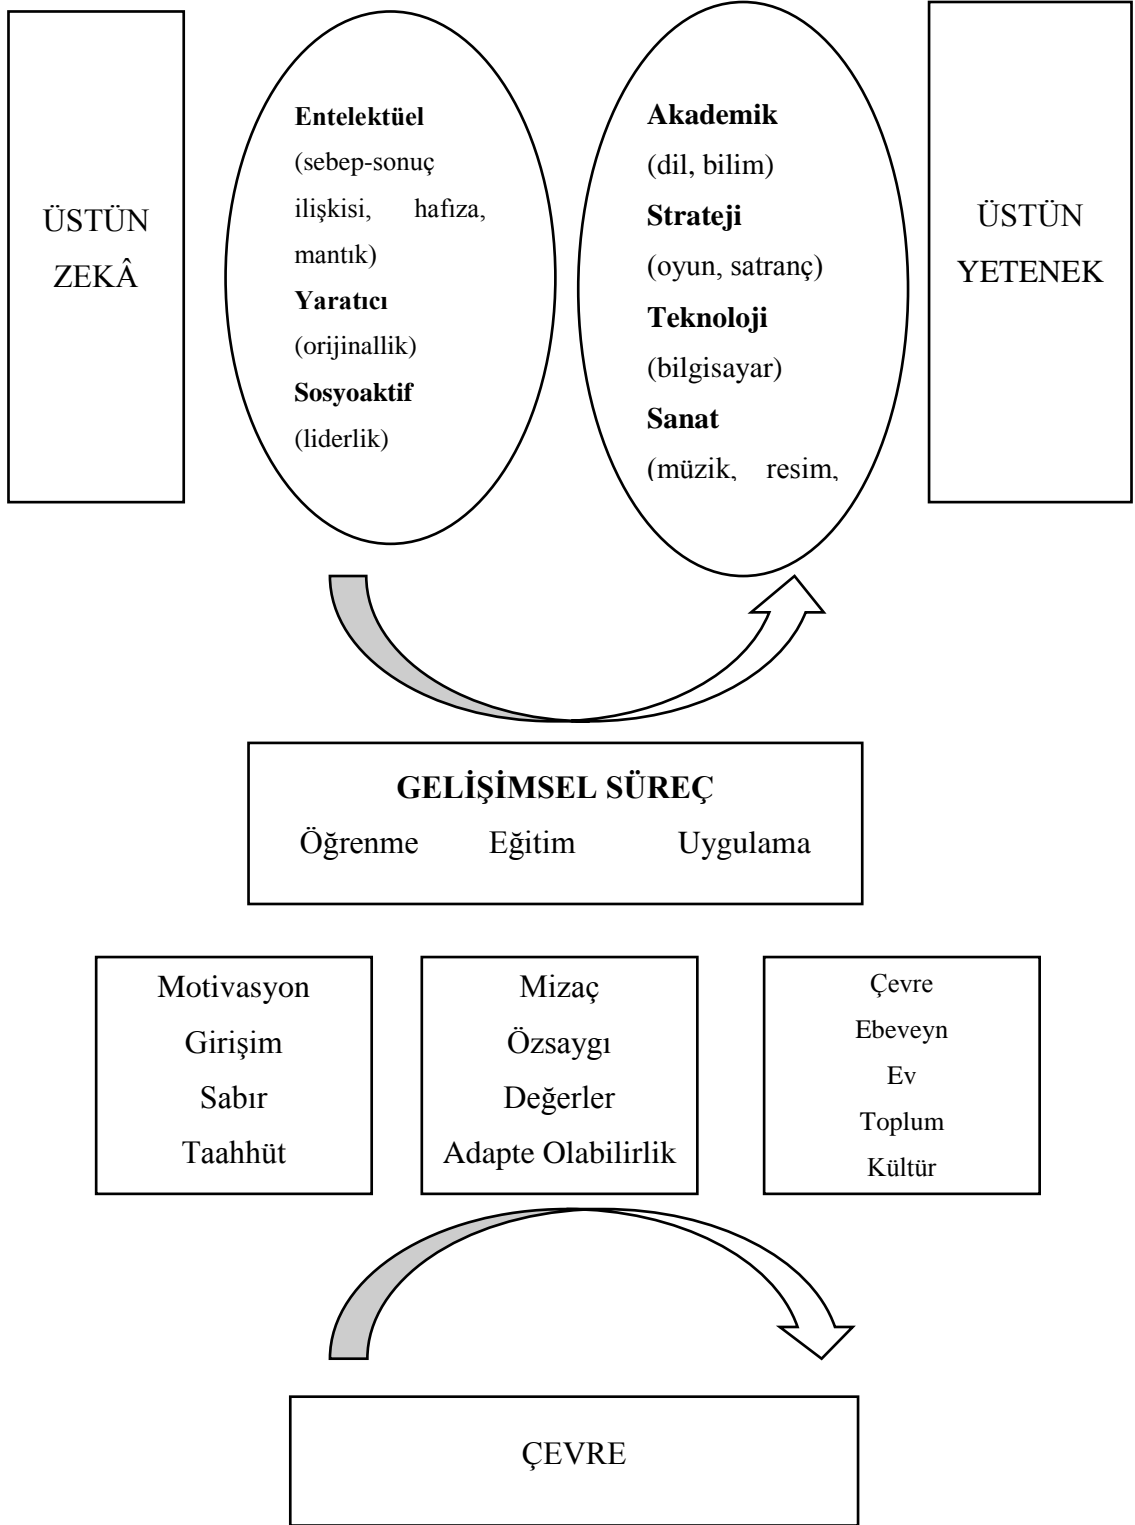 ÜSTÜN
ZEKÂ
Entelektüel
(sebep-sonuç
ilişkisi, hafıza,
mantık)
Yaratıcı
(orijinallik)
Sosyoaktif
(liderlik)
Akademik
(dil, bilim)
Strateji
(oyun, satranç)
Teknoloji
(bilgisayar)
Sanat
(müzik, resim,
ÜSTÜN
YETENEK
GELİŞİMSEL SÜREÇ
Öğrenme Eğitim Uygulama
Motivasyon
Girişim
Sabır
Taahhüt
Mizaç
Özsaygı
Değerler
Adapte Olabilirlik
Çevre
Ebeveyn
Ev
Toplum
Kültür
ÇEVRE